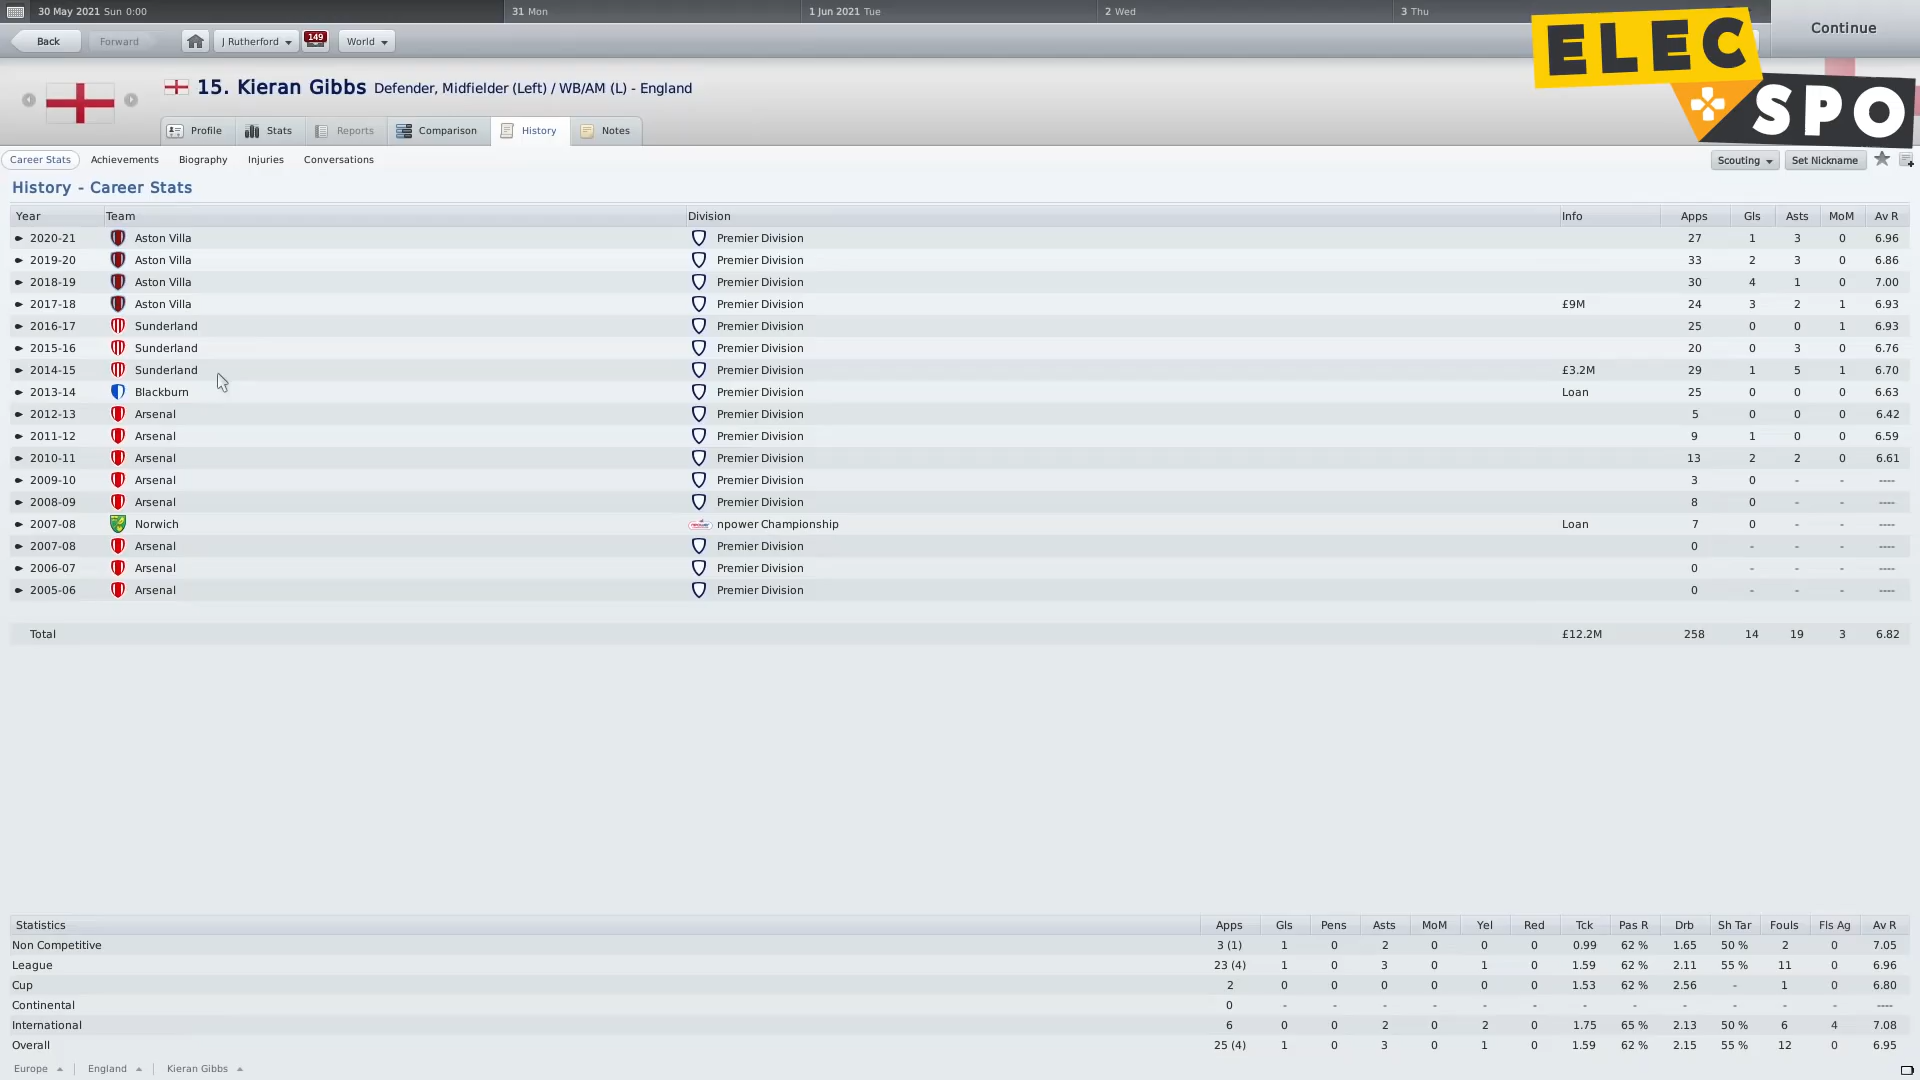 30 May 2021 Sun 0:00 31 Mon 1 Jun 2021 Tue 2 Wed 3 Thu
Back Forward J Rutherford 149 World Continue
ELEC
SPO
15. Kieran Gibbs Defender, Midfielder (Left) / WB/AM (L) - England
Profile Stats Reports Comparison History Notes
Career Stats Achievements Biography Injuries Conversations Scouting Set Nickname
History - Career Stats
Year Team Division Info Apps Gls Asts MoM Av R
2020-21 Aston Villa Premier Division 27 1 3 0 6.96
2019-20 Aston Villa Premier Division 33 2 3 0 6.86
2018-19 Aston Villa Premier Division 30 4 1 0 7.00
2017-18 Aston Villa Premier Division £9M 24 3 2 1 6.93
2016-17 Sunderland Premier Division 25 0 0 1 6.93
2015-16 Sunderland Premier Division 20 0 3 0 6.76
2014-15 Sunderland Premier Division £3.2M 29 1 5 1 6.70
2013-14 Blackburn Premier Division Loan 25 0 0 0 6.63
2012-13 Arsenal Premier Division 5 0 0 0 6.42
2011-12 Arsenal Premier Division 9 1 0 0 6.59
2010-11 Arsenal Premier Division 13 2 2 0 6.61
2009-10 Arsenal Premier Division 3 0 - - ----
2008-09 Arsenal Premier Division 8 0 - - ----
2007-08 Norwich npower Championship Loan 7 0 - - ----
2007-08 Arsenal Premier Division 0 - - - ----
2006-07 Arsenal Premier Division 0 - - - ----
2005-06 Arsenal Premier Division 0 - - - ----
Total £12.2M 258 14 19 3 6.82
Statistics Apps Gls Pens Asts MoM Yel Red Tck Pas R Drb Sh Tar Fouls Fls Ag Av R
Non Competitive 3 (1) 1 0 2 0 0 0 0.99 62 % 1.65 50 % 2 0 7.05
League 23 (4) 1 0 3 0 1 0 1.59 62 % 2.11 55 % 11 0 6.96
Cup 2 0 0 0 0 0 0 1.53 62 % 2.56 - 1 0 6.80
Continental 0 - - - - - - - - - - - - ----
International 6 0 0 2 0 2 0 1.75 65 % 2.13 50 % 6 4 7.08
Overall 25 (4) 1 0 3 0 1 0 1.59 62 % 2.15 55 % 12 0 6.95
Europe England Kieran Gibbs